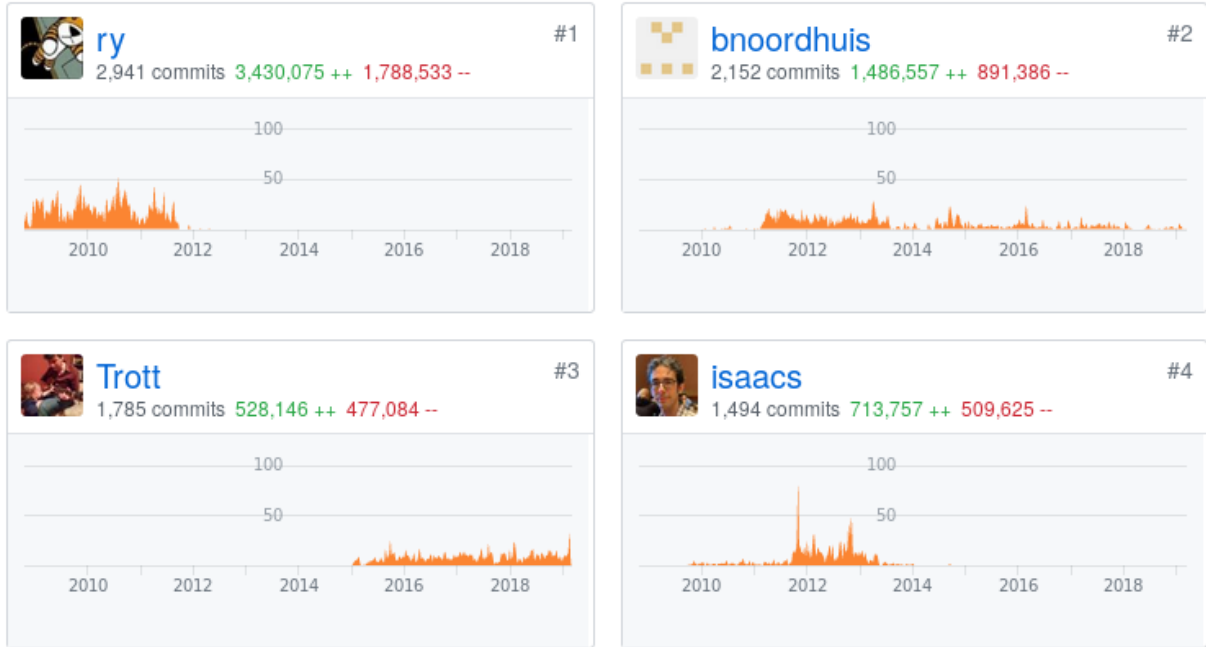 ry #1
2,941 commits 3,430,075 ++ 1,788,533 --
100
50
2010 2012 2014 2016 2018
bnoordhuis #2
2,152 commits 1,486,557 ++ 891,386 --
100
50
2010 2012 2014 2016 2018
Trott #3
1,785 commits 528,146 ++ 477,084 --
100
50
2010 2012 2014 2016 2018
isaacs #4
1,494 commits 713,757 ++ 509,625 --
100
50
2010 2012 2014 2016 2018